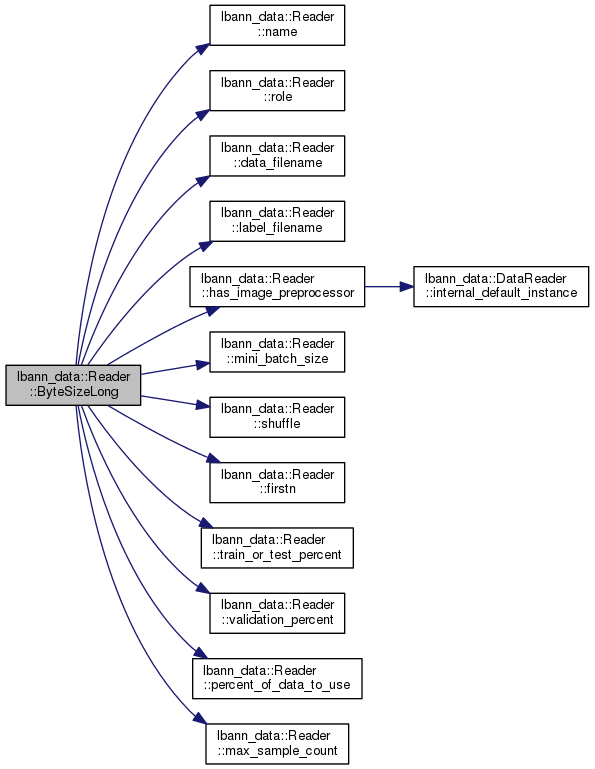 lbann_data::Reader
::name
lbann_data::Reader
::role
lbann_data::Reader
::data_filename
lbann_data::Reader
::label_filename
lbann_data::Reader
::has_image_preprocessor
lbann_data::DataReader
::internal_default_instance
lbann_data::Reader
::mini_batch_size
lbann_data::Reader
::ByteSizeLong
lbann_data::Reader
::shuffle
lbann_data::Reader
::firstn
lbann_data::Reader
::train_or_test_percent
lbann_data::Reader
::validation_percent
lbann_data::Reader
::percent_of_data_to_use
lbann_data::Reader
::max_sample_count